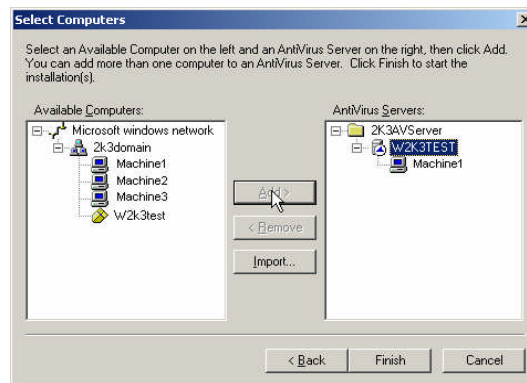 Select Computers
Select an Available Computer on the left and an AntiVirus Server on the right, then click Add.
You can add more than one computer to an AntiVirus Server. Click Finish to start the
installation(s).
Available Computers:
AntiVirus Servers:
Microsoft windows network
2k3domain
Machine1
Machine2
Machine3
W2k3test
2K3AVServer
W2K3TEST
Machine1
Add >
< Remove
Import...
< Back
Finish
Cancel